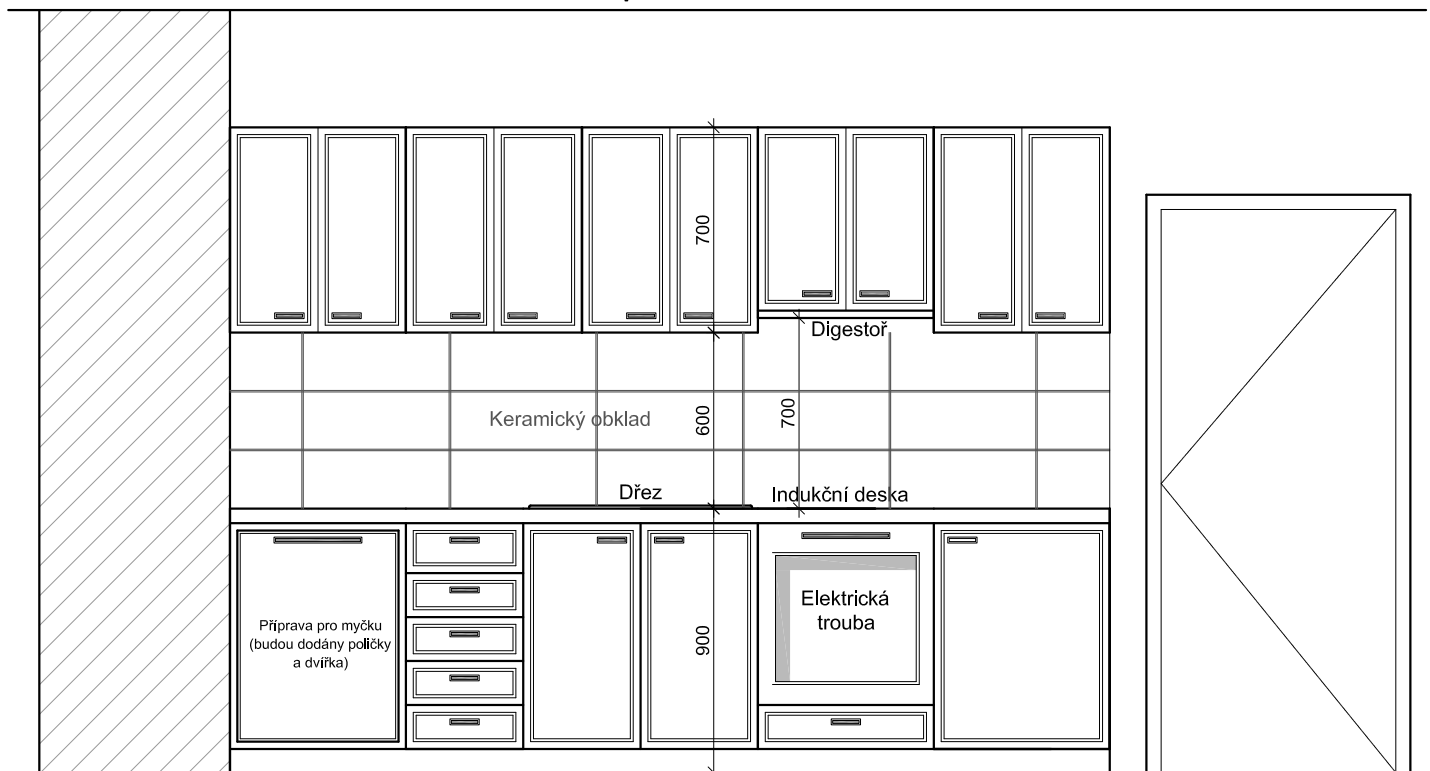 700
Digestoř
Keramický obklad
600
700
Dřez
Indukční deska
Elektrická
trouba
Příprava pro myčku
(budou dodány poličky
a dvířka)
900